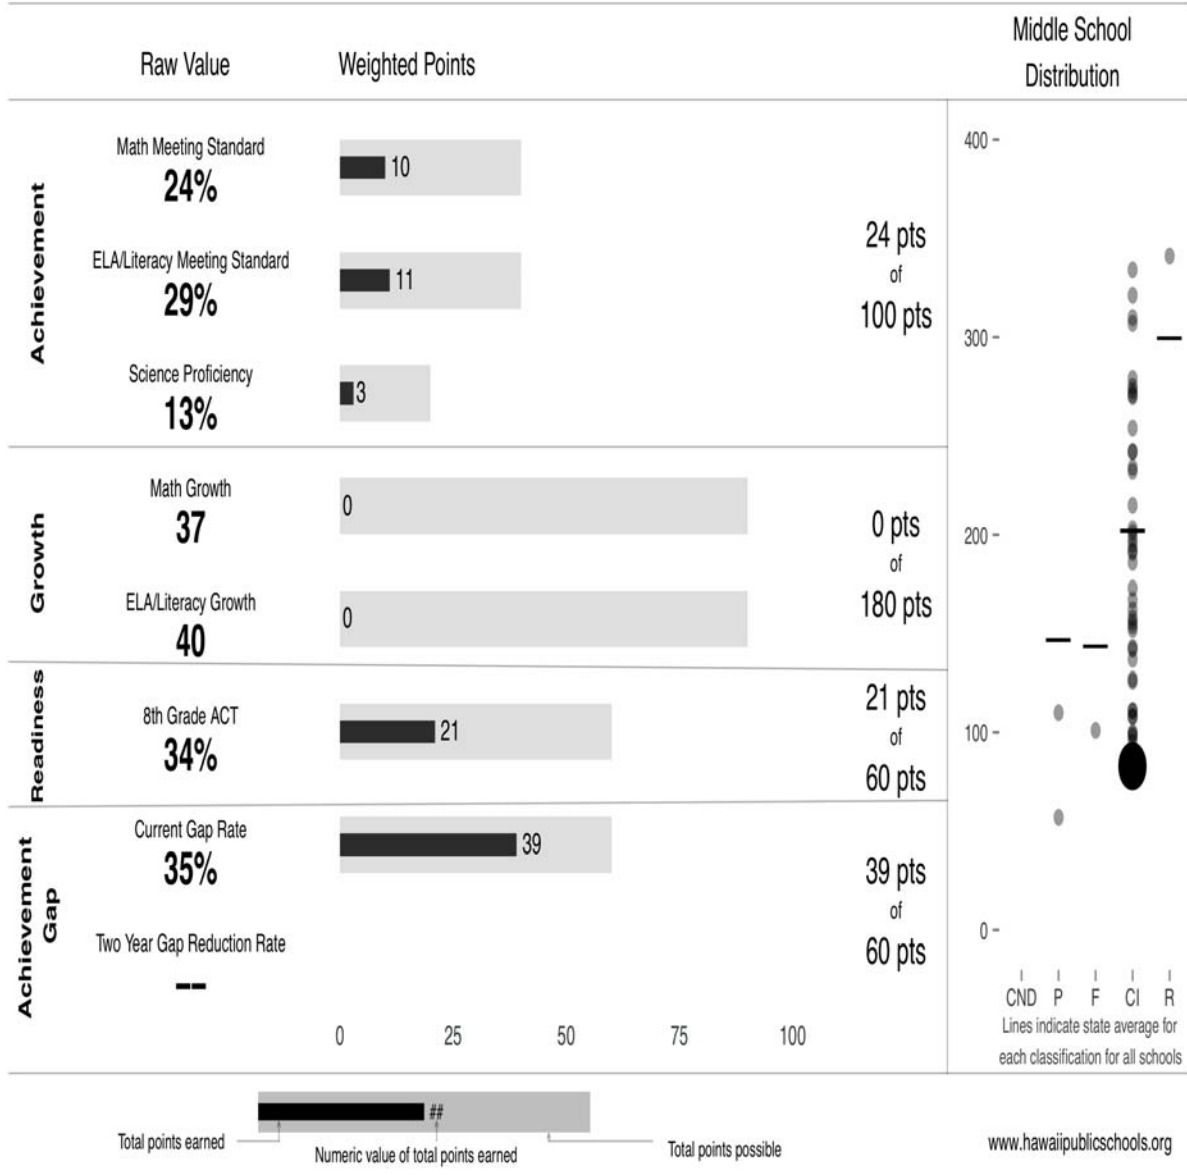 Raw Value
Weighted Points
Middle School
Distribution
Achievement
Math Meeting Standard
24%
10
ELA/Literacy Meeting Standard
29%
11
Science Proficiency
13%
3
24 pts
of
100 pts
Growth
Math Growth
37
0
ELA/Literacy Growth
40
0
0 pts
of
180 pts
Readiness
8th Grade ACT
34%
21
21 pts
of
60 pts
Achievement
Gap
Current Gap Rate
35%
39
Two Year Gap Reduction Rate
--
39 pts
of
60 pts
0 25 50 75 100
400
300
200
100
0
CND P F CI R
Lines indicate state average for
each classification for all schools
##
Total points earned
Numeric value of total points earned
Total points possible
www.hawaiipublicschools.org